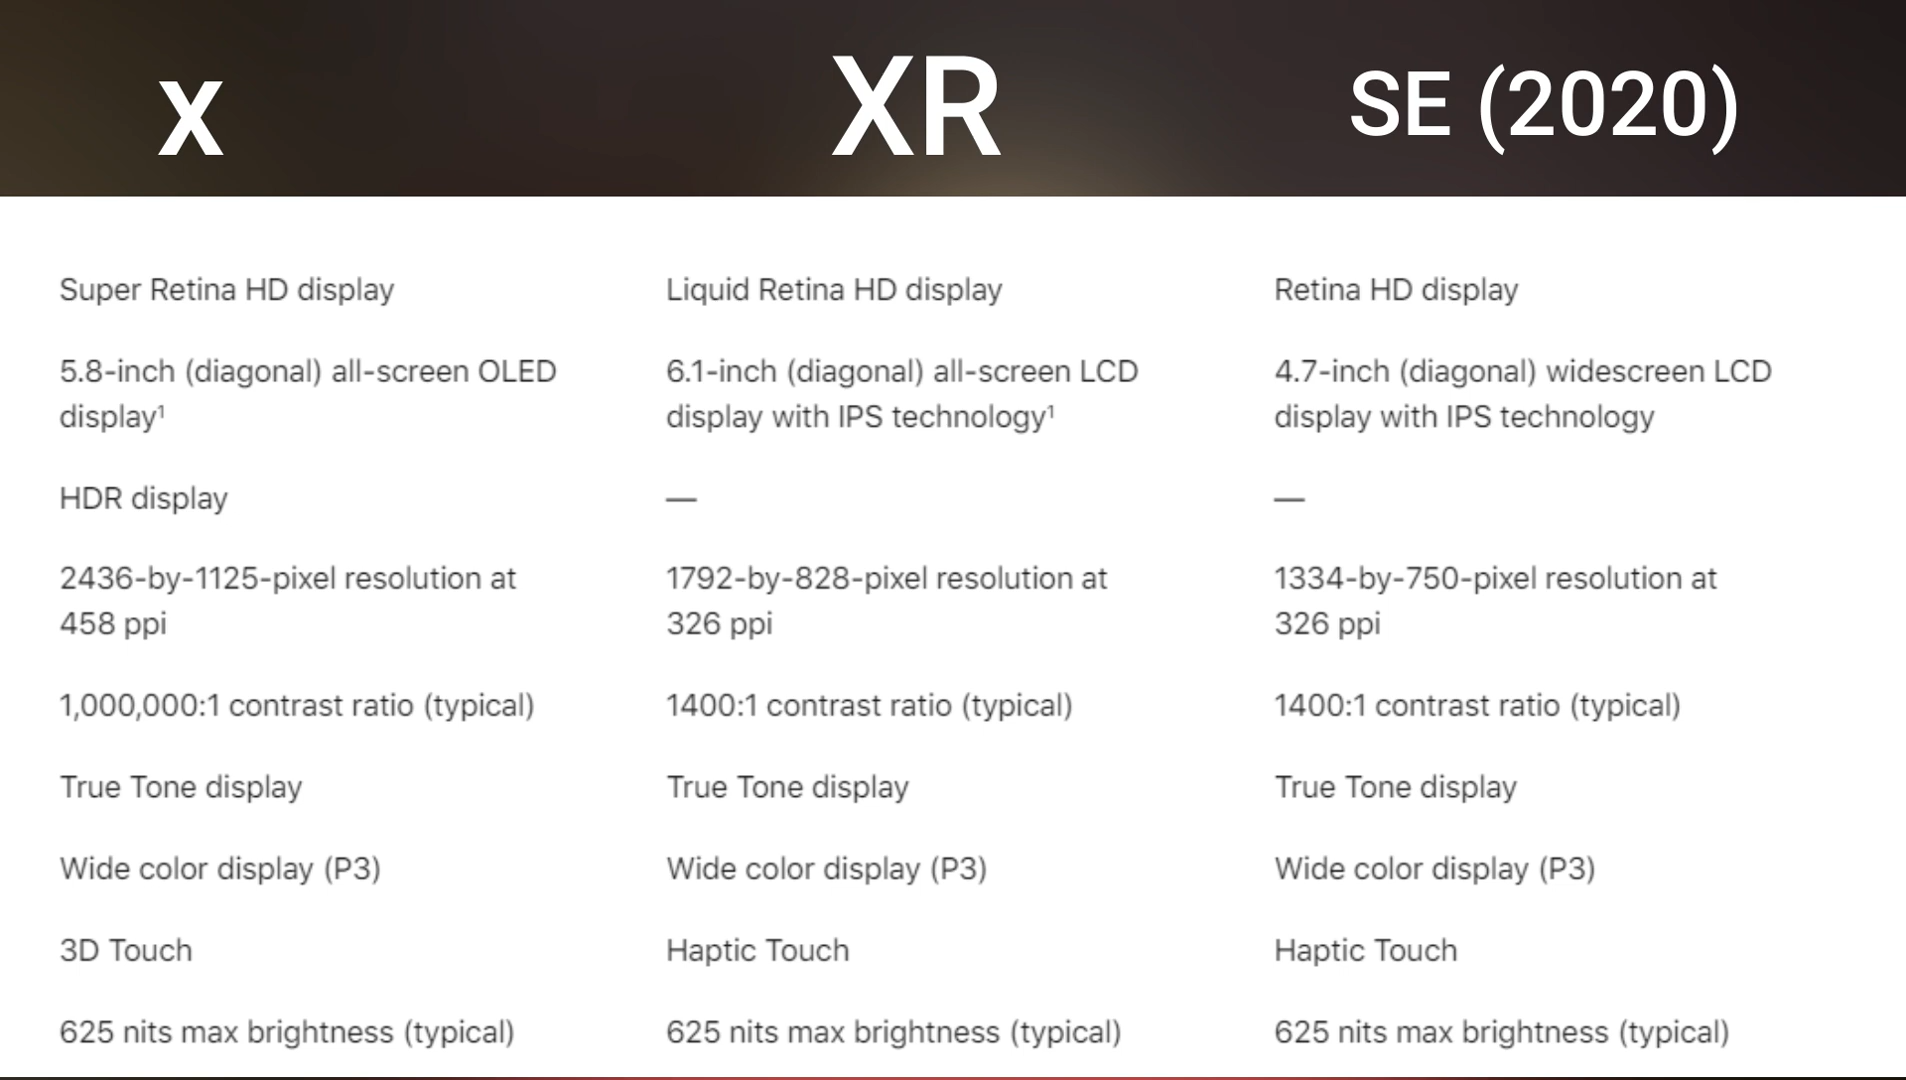 X
XR
SE (2020)
Super Retina HD display
Liquid Retina HD display
Retina HD display
5.8-inch (diagonal) all-screen OLED
display¹
6.1-inch (diagonal) all-screen LCD
display with IPS technology¹
4.7-inch (diagonal) widescreen LCD
display with IPS technology
HDR display
—
—
2436-by-1125-pixel resolution at
458 ppi
1792-by-828-pixel resolution at
326 ppi
1334-by-750-pixel resolution at
326 ppi
1,000,000:1 contrast ratio (typical)
1400:1 contrast ratio (typical)
1400:1 contrast ratio (typical)
True Tone display
True Tone display
True Tone display
Wide color display (P3)
Wide color display (P3)
Wide color display (P3)
3D Touch
Haptic Touch
Haptic Touch
625 nits max brightness (typical)
625 nits max brightness (typical)
625 nits max brightness (typical)